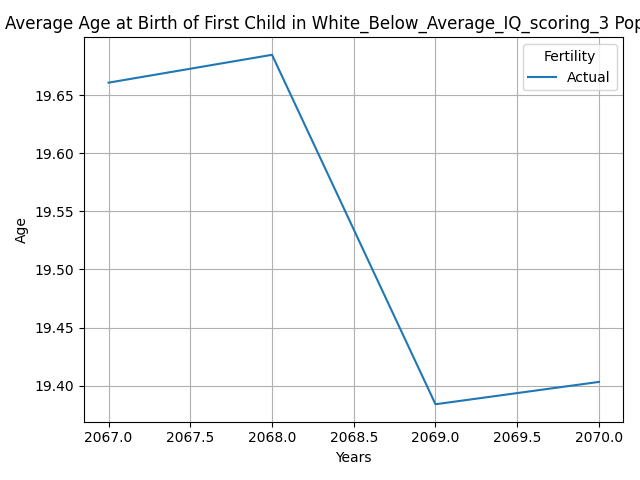 Average Age at Birth of First Child in White_Below_Average_IQ_scoring_3 Pop
Fertility
Actual
19.65
19.60
19.55
19.50
19.45
19.40
Age
2067.0 2067.5 2068.0 2068.5 2069.0 2069.5 2070.0
Years